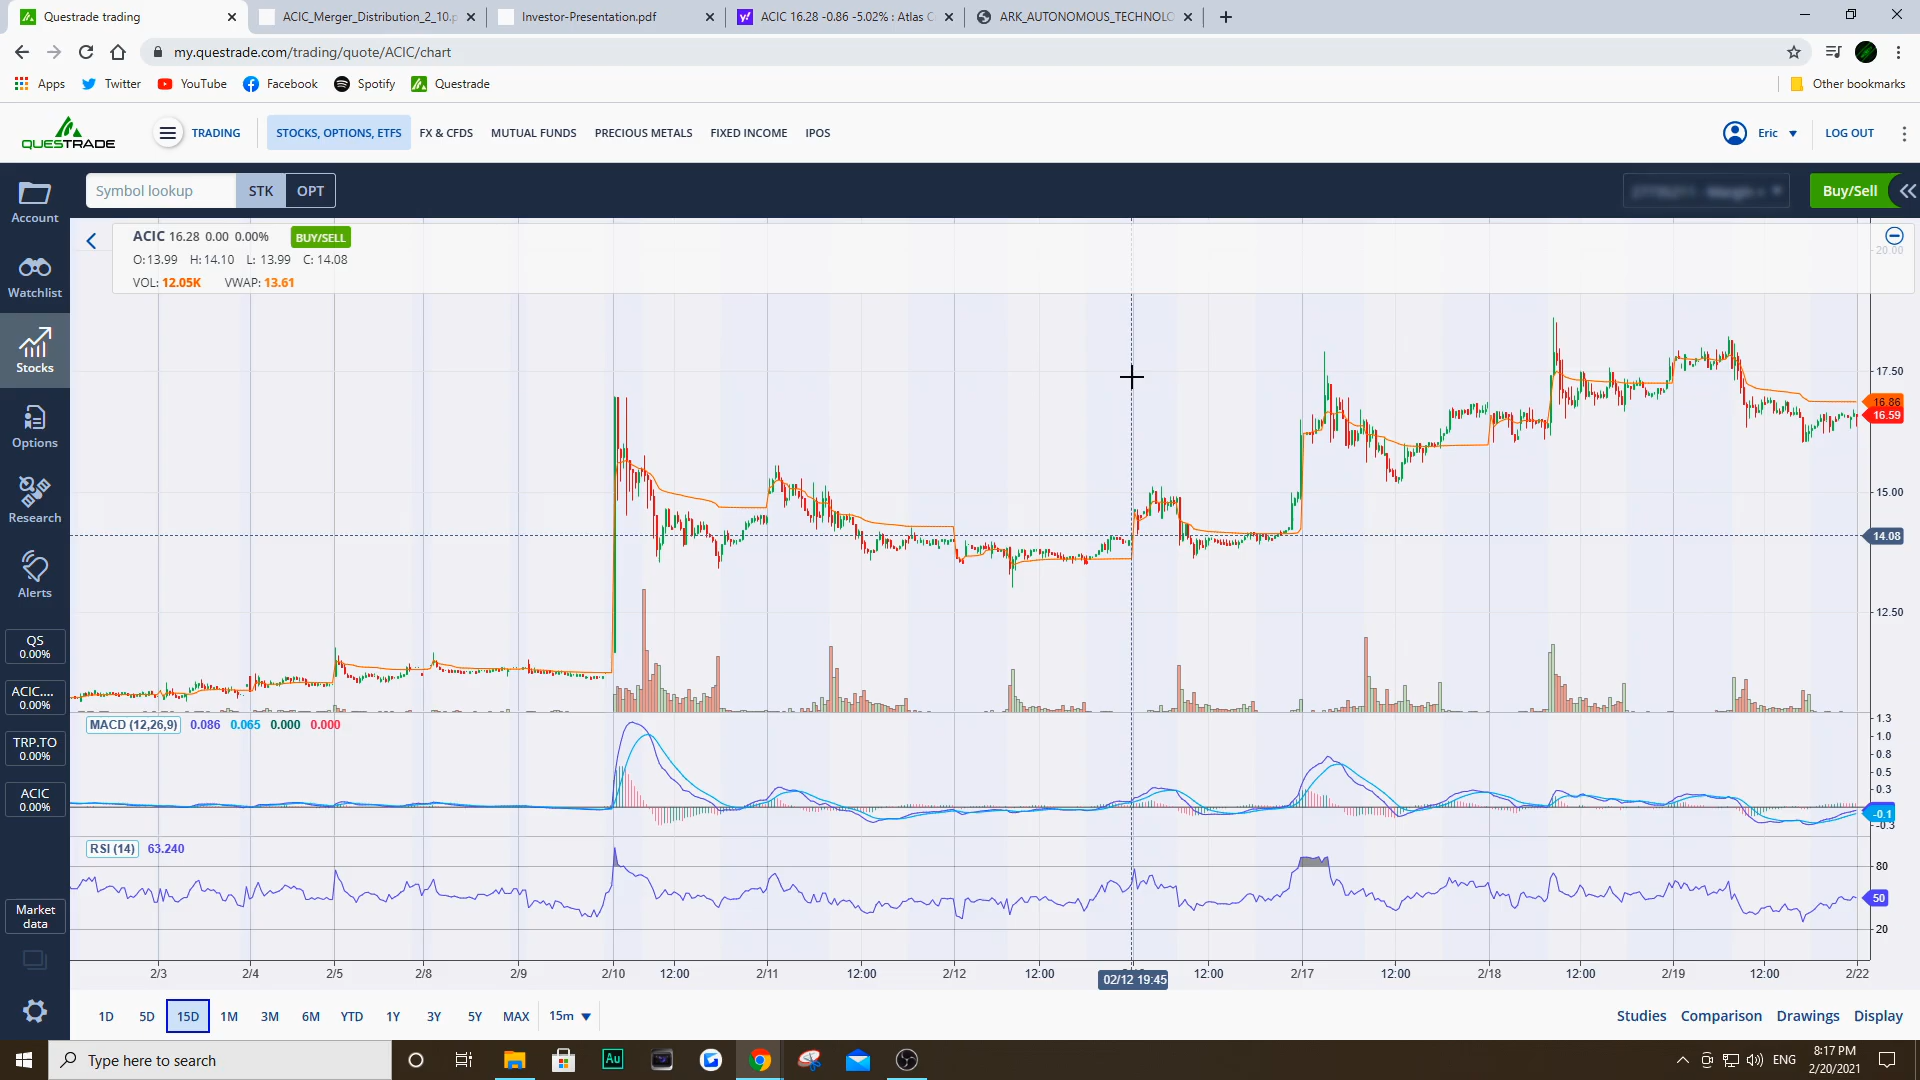 Questrade trading
ACIC_Merger_Distribution_2_10.p
Investor-Presentation.pdf
ACIC 16.28 -0.86 -5.02% : Atlas C
ARK_AUTONOMOUS_TECHNOLO
my.questrade.com/trading/quote/ACIC/chart
Apps Twitter YouTube Facebook Spotify Questrade Other bookmarks
QUESTRADE TRADING STOCKS, OPTIONS, ETFS FX & CFDS MUTUAL FUNDS PRECIOUS METALS FIXED INCOME IPOS Eric LOG OUT
Account
Symbol lookup STK OPT
Buy/Sell
ACIC 16.28 0.00 0.00% BUY/SELL
O:13.99 H:14.10 L: 13.99 C: 14.08
VOL: 12.05K VWAP: 13.61
Watchlist
Stocks
Options
Research
Alerts
QS
0.00%
ACIC....
0.00%
TRP.TO
0.00%
ACIC
0.00%
Market
data
20.00
17.50
16.86
16.59
15.00
14.08
12.50
MACD (12,26,9) 0.086 0.065 0.000 0.000
1.3
1.0
0.8
0.5
0.3
-0.1
-0.3
RSI (14) 63.240
80
50
20
2/3 2/4 2/5 2/8 2/9 2/10 12:00 2/11 12:00 2/12 12:00 02/12 19:45 12:00 2/17 12:00 2/18 12:00 2/19 12:00 2/22
1D 5D 15D 1M 3M 6M YTD 1Y 3Y 5Y MAX 15m
Studies Comparison Drawings Display
Type here to search
Au
ENG
8:17 PM
2/20/2021